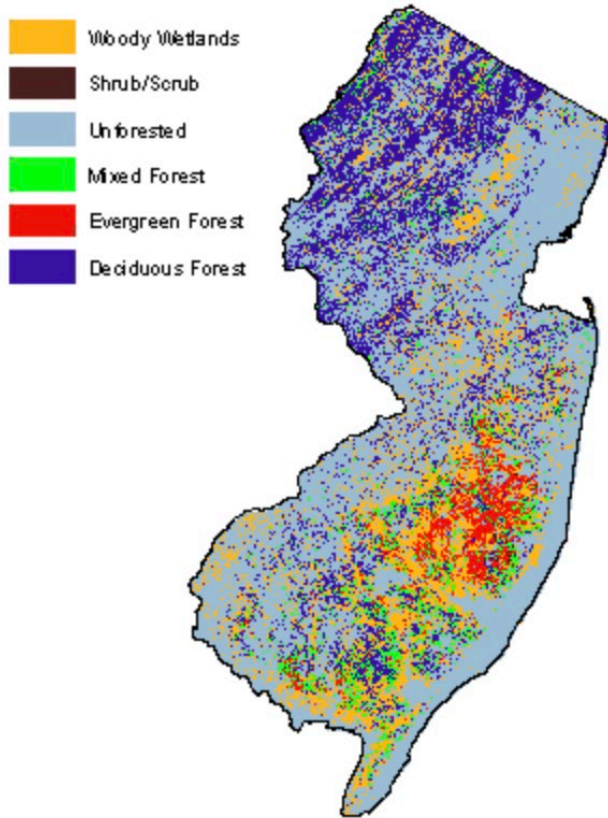 Woody Wetlands
Shrub/Scrub
Unforested
Mixed Forest
Evergreen Forest
Deciduous Forest